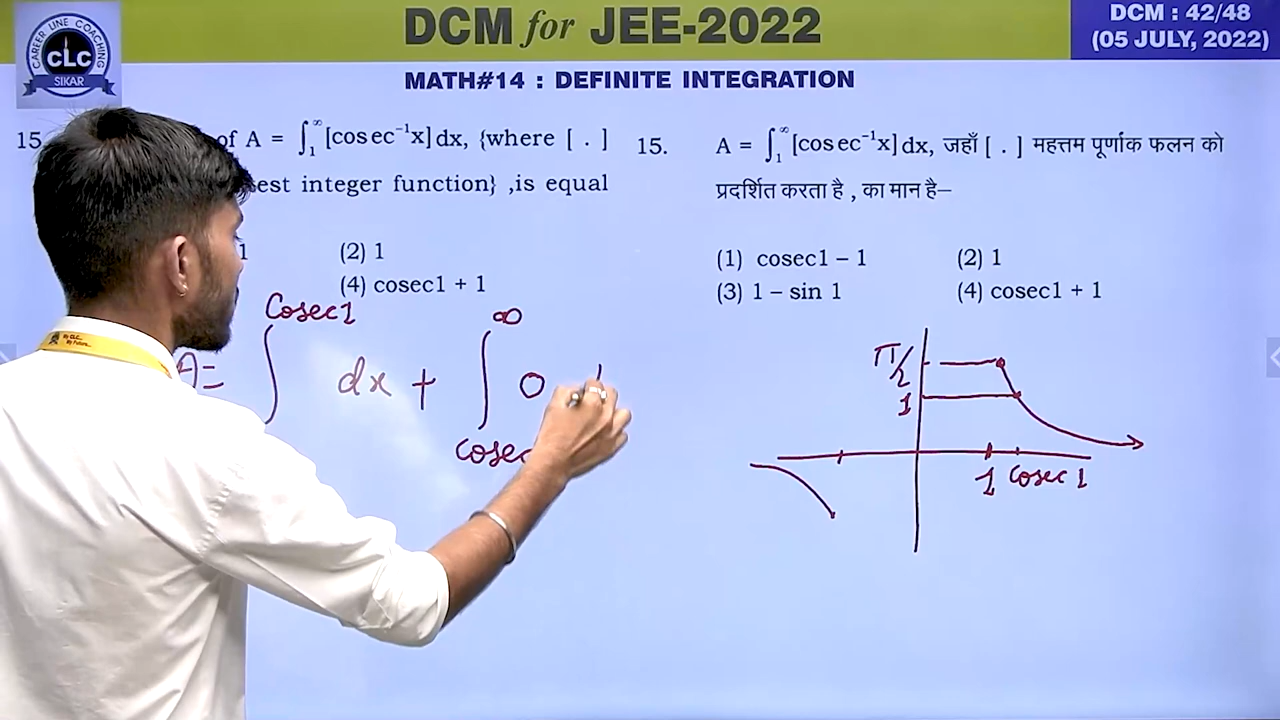 DCM for JEE-2022
DCM : 42/48
(05 JULY, 2022)
CAREER LINE COACHING
CLC
SIKAR
MATH#14 : DEFINITE INTEGRATION
15
of A = ∫₁^∞ [cosec⁻¹x] dx, {where [ . ]
est integer function} ,is equal
1
(2) 1
(4) cosec1 + 1
15. A = ∫₁^∞ [cosec⁻¹x] dx, जहाँ [ . ] महत्तम पूर्णांक फलन को
प्रदर्शित करता है , का मान है–
(1) cosec1 – 1 (2) 1
(3) 1 – sin 1 (4) cosec1 + 1
Cosec1 ∞
A= ∫ dx + ∫ 0
cosec
π/2
1
1 Cosec 1